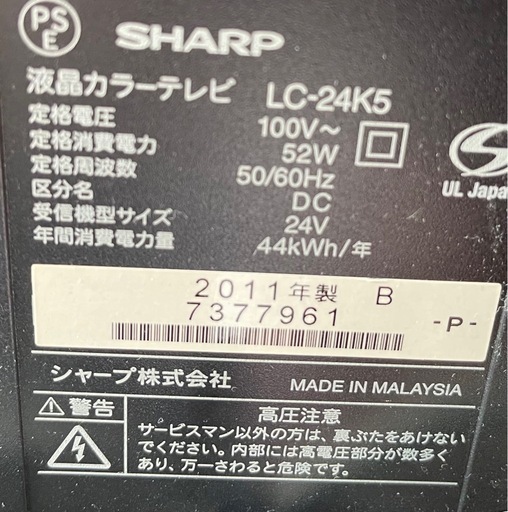 PS
E
SHARP
液晶カラーテレビ LC-24K5
定格電圧 100V～
定格消費電力 52W
定格周波数 50/60Hz
区分名 DC
受信機型サイズ 24V
年間消費電力量 44kWh/年
UL Japa
2011年製 B
7377961 -P-
シャープ株式会社 MADE IN MALAYSIA
警告
高圧注意
サービスマン以外の方は、裏ぶたをあけない
でください。内部には高電圧部分が数多く
あり、万一さわると危険です。